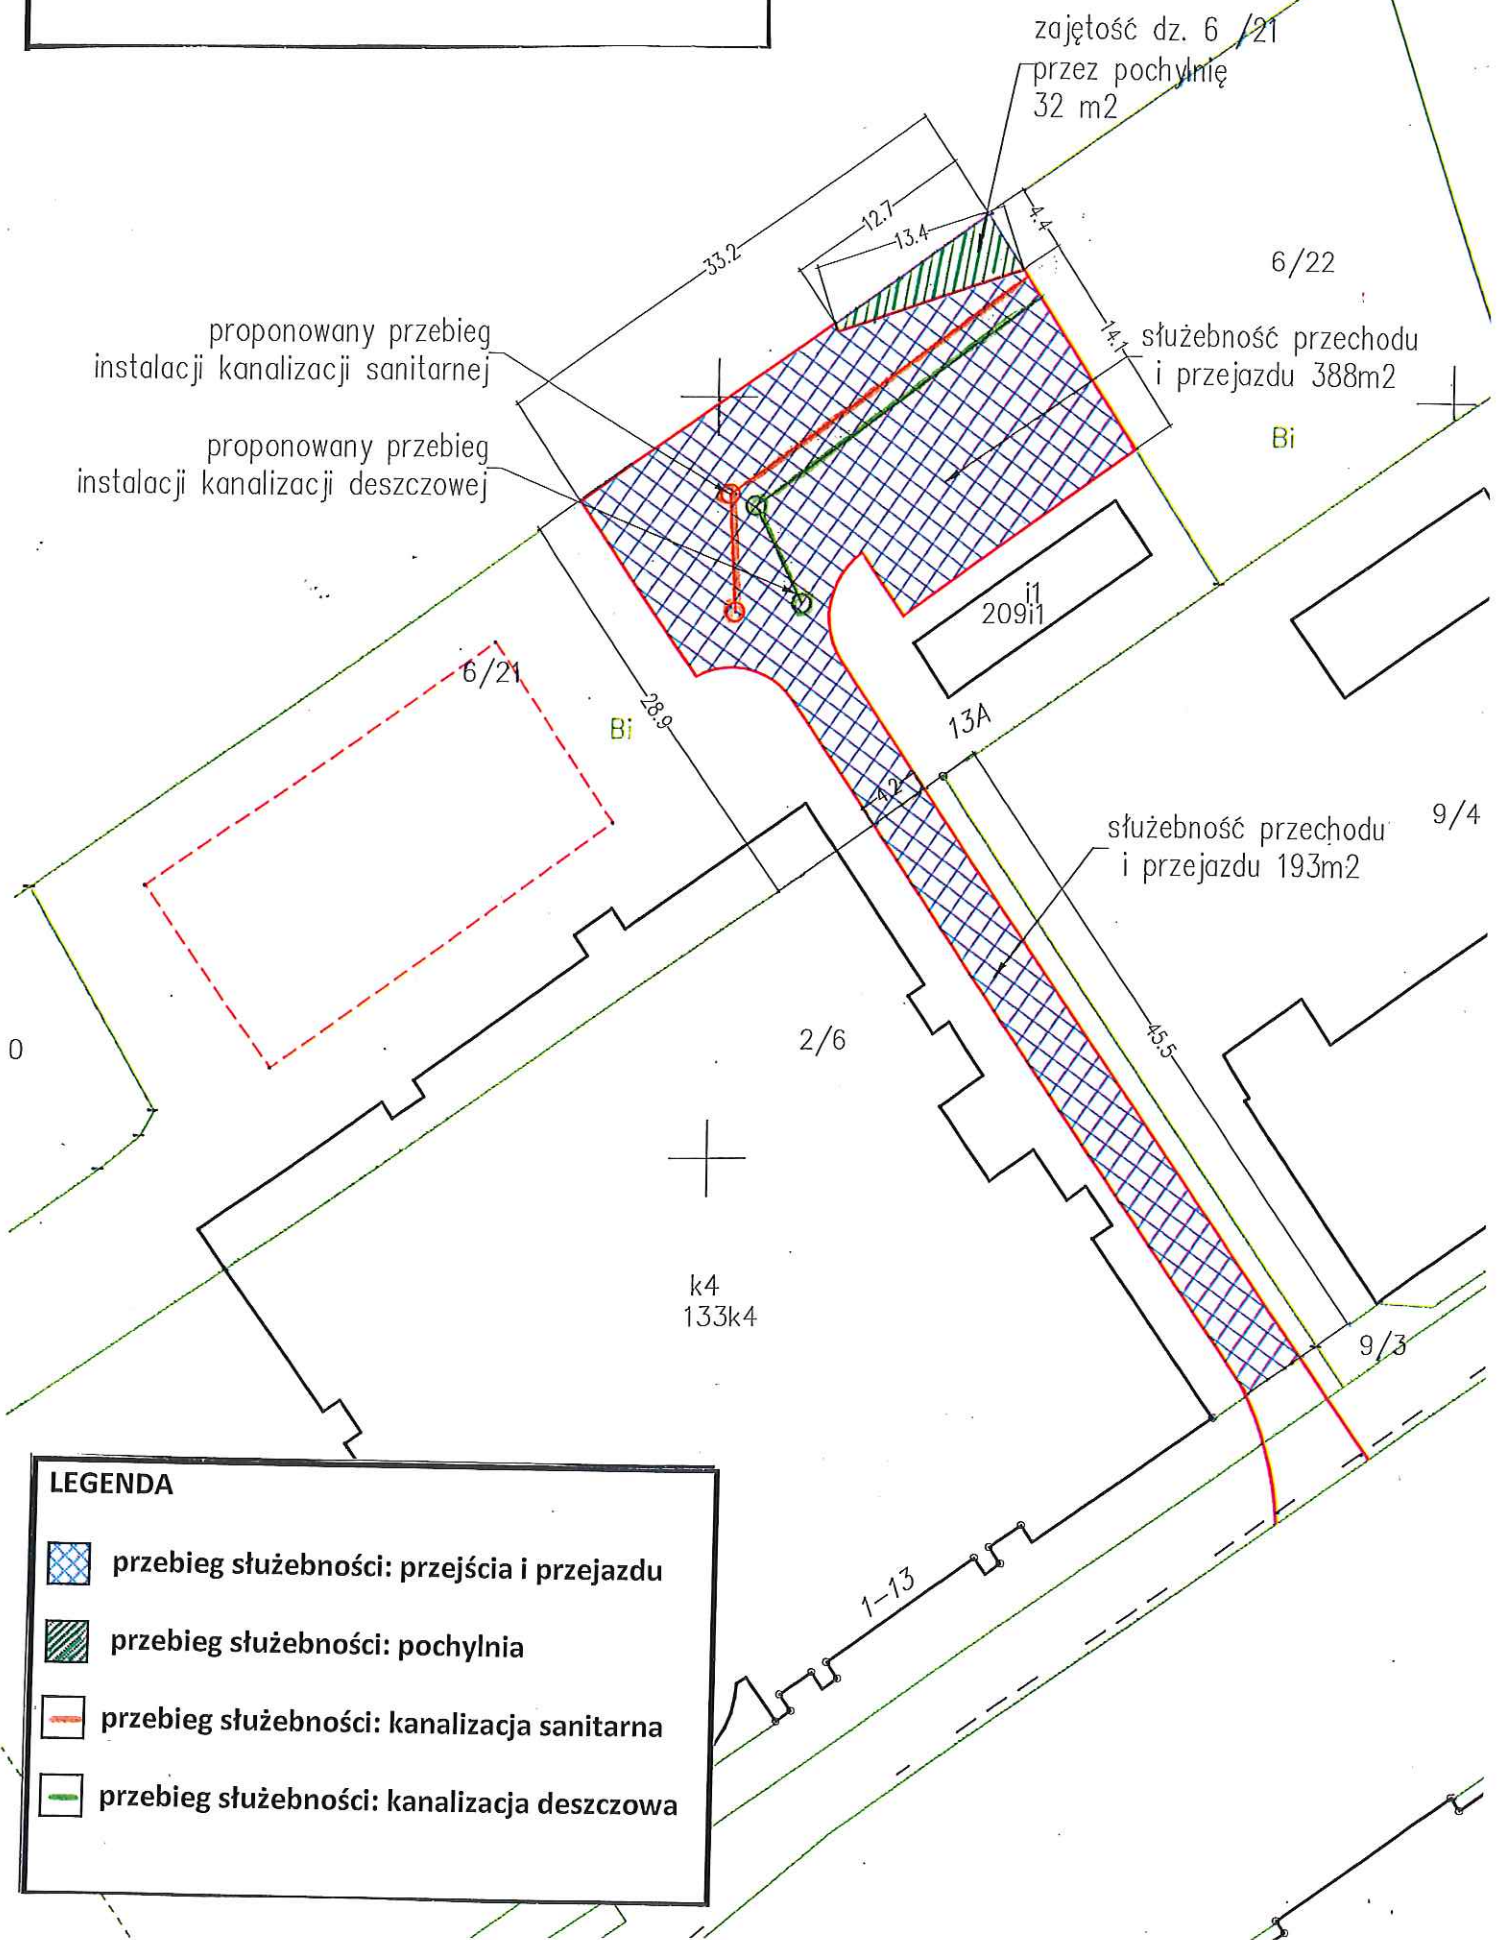 zajętość dz. 6 /21
przez pochylnię
32 m2
12.7
13.4
33.2
4.4
6/22
14.1
służebność przechodu
i przejazdu 388m2
proponowany przebieg
instalacji kanalizacji sanitarnej
Bi
proponowany przebieg
instalacji kanalizacji deszczowej
i1
209i1
6/21
28.9
Bi
13A
4.2
służebność przechodu
i przejazdu 193m2
9/4
0
2/6
45.5
k4
133k4
9/3
1-13
LEGENDA
przebieg służebności: przejścia i przejazdu
przebieg służebności: pochylnia
przebieg służebności: kanalizacja sanitarna
przebieg służebności: kanalizacja deszczowa